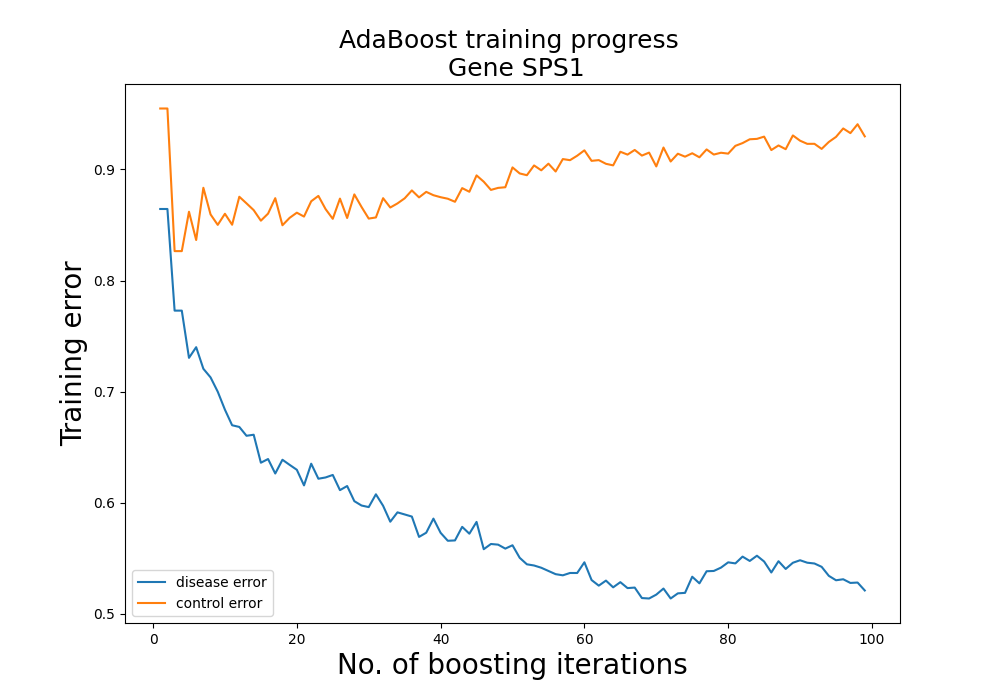 AdaBoost training progress
Gene SPS1
Training error
0.9
0.8
0.7
0.6
0.5
disease error
control error
0
20
40
60
80
100
No. of boosting iterations